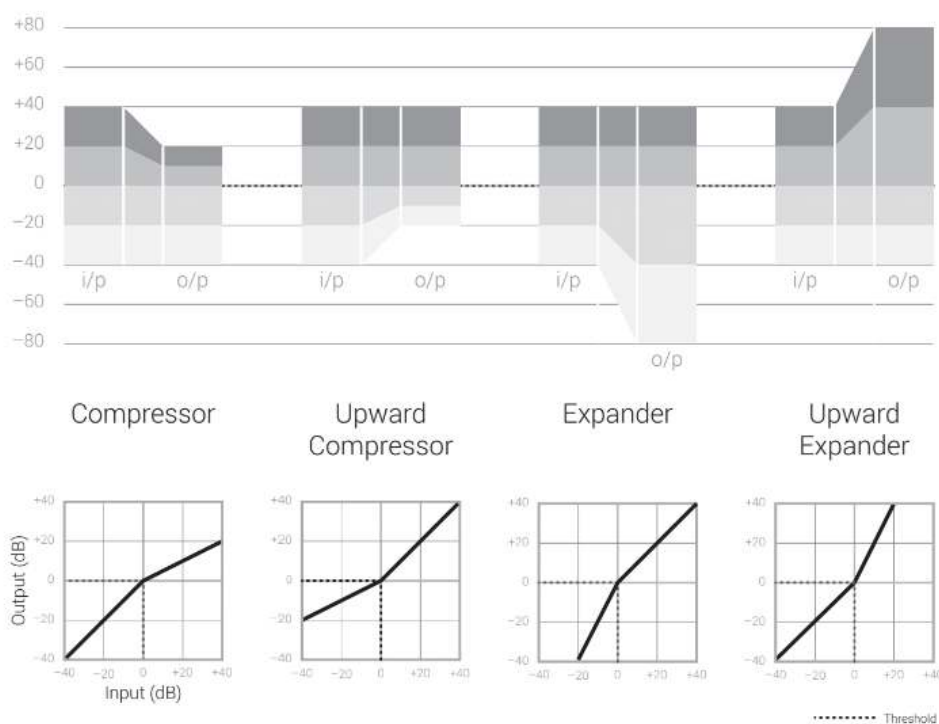 +80
+60
+40
+20
0
−20
−40
i/p o/p i/p o/p i/p i/p o/p
−60
−80
o/p
Compressor Upward Compressor Expander Upward Expander
Output (dB)
+40 +40 +40 +40
+20 +20 +20 +20
0 0 0 0
−20 −20 −20 −20
−40 −40 −40 −40
−40 −20 0 +20 +40 −40 −20 0 +20 +40 −40 −20 0 +20 +40 −40 −20 0 +20 +40
Input (dB)
Threshold